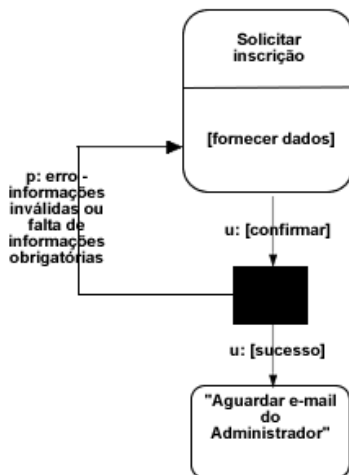 Solicitar
inscrição
[fornecer dados]
p: erro -
informações
inválidas ou
falta de
informações
obrigatórias
u: [confirmar]
u: [sucesso]
"Aguardar e-mail
do
Administrador"